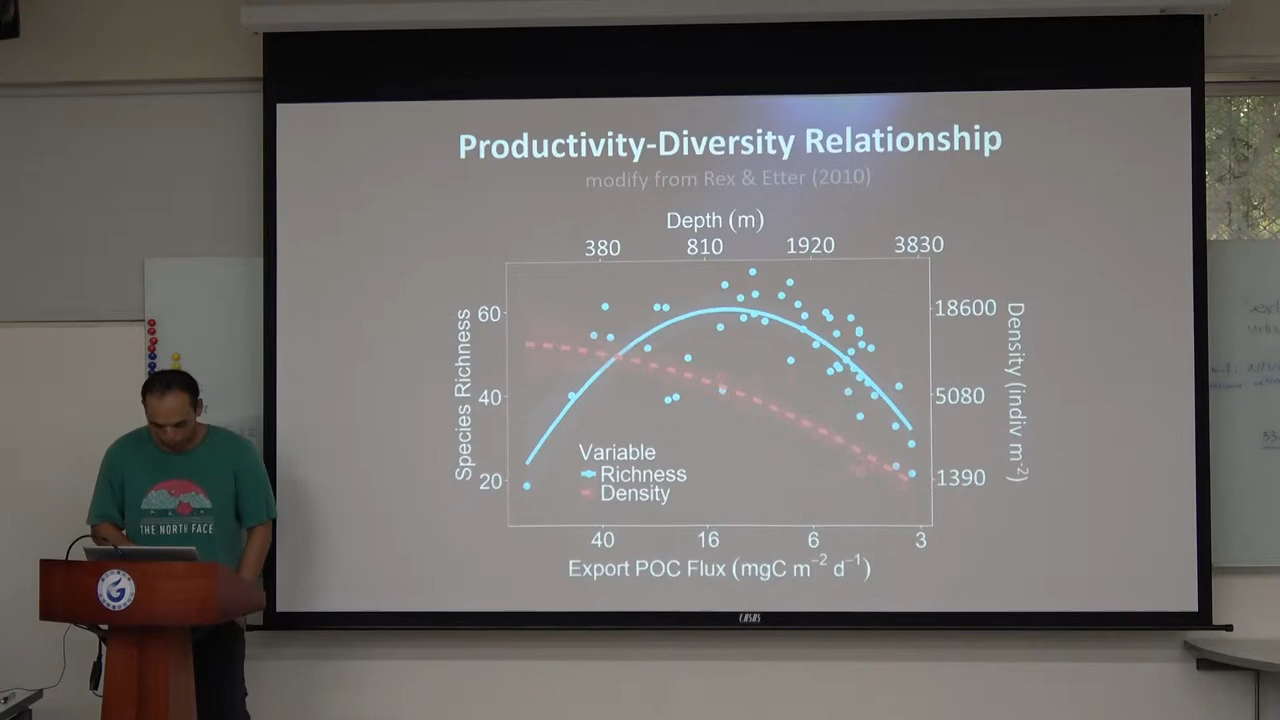 Productivity-Diversity Relationship
modify from Rex & Etter (2010)
Depth (m)
380 810 1920 3830
Species Richness
60
40
20
18600
5080
1390
Density (indiv m⁻²)
Variable
Richness
Density
40 16 6 3
Export POC Flux (mgC m⁻² d⁻¹)
THE NORTH FACE